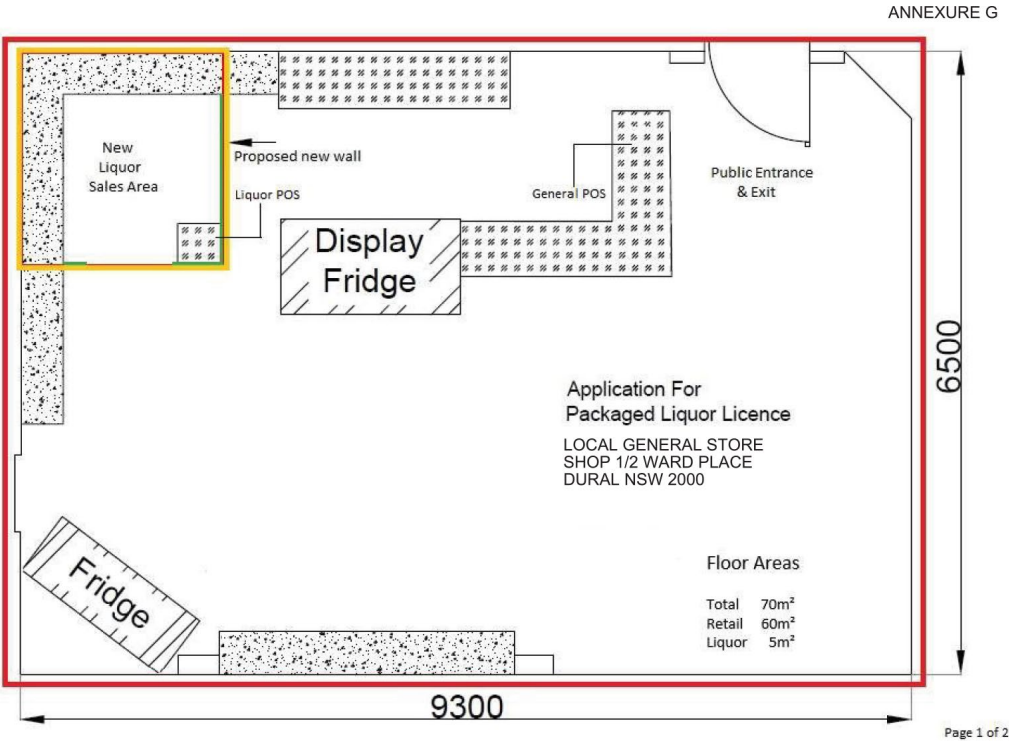 ANNEXURE G
New
Liquor
Sales Area
Proposed new wall
Liquor POS
General POS
Public Entrance
& Exit
Display
Fridge
6500
Application For
Packaged Liquor Licence
LOCAL GENERAL STORE
SHOP 1/2 WARD PLACE
DURAL NSW 2000
Fridge
Floor Areas
Total 70m²
Retail 60m²
Liquor 5m²
9300
Page 1 of 2